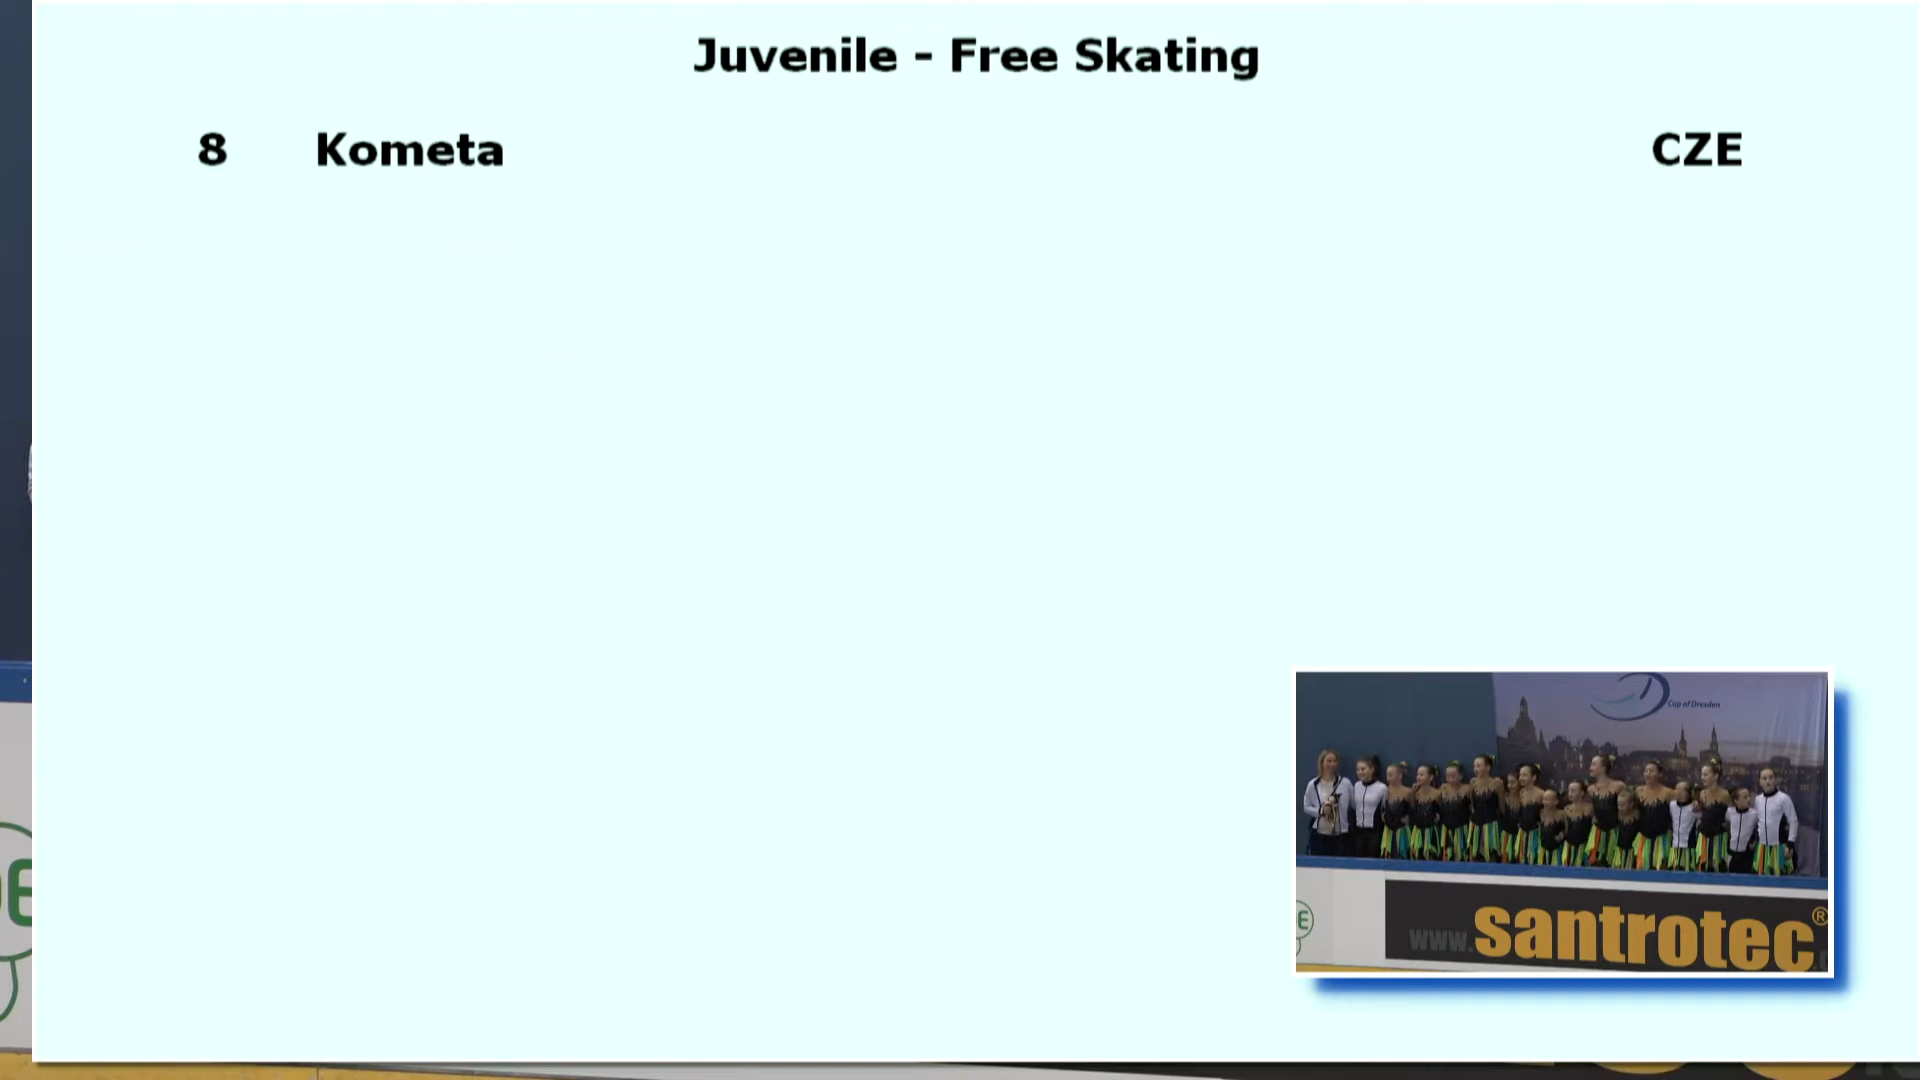 Juvenile - Free Skating
8 Kometa CZE
Cup of Dresden
E
www.santrotec®